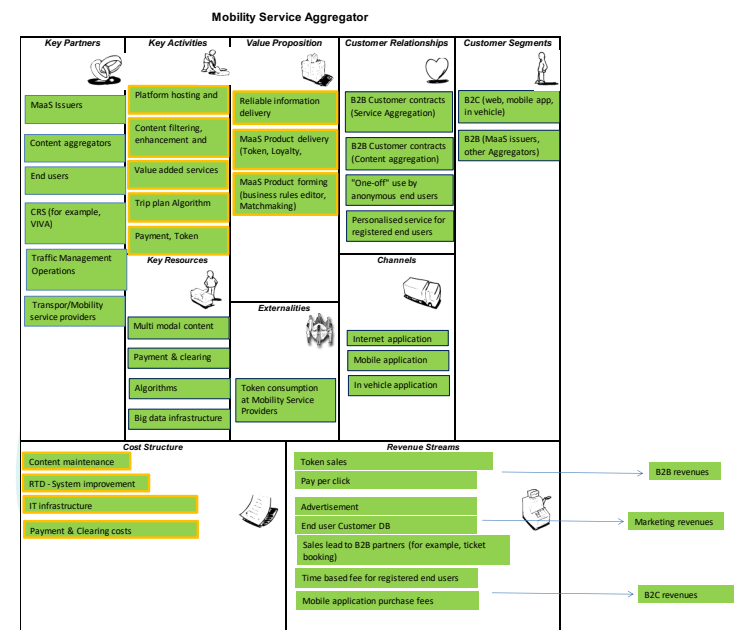 Mobility Service Aggregator
Key Partners
MaaS Issuers
Content aggregators
End users
CRS (for example,
VIVA)
Traffic Management
Operations
Transpor/Mobility
service providers
Key Activities
Platform hosting and
Content filtering,
enhancement and
Value added services
Trip plan Algorithm
Payment, Token
Key Resources
Multi modal content
Payment & clearing
Algorithms
Big data infrastructure
Value Proposition
Reliable information
delivery
MaaS Product delivery
(Token, Loyalty,
MaaS Product forming
(business rules editor,
Matchmaking)
Externalities
Token consumption
at Mobility Service
Providers
Customer Relationships
B2B Customer contracts
(Service Aggregation)
B2B Customer contracts
(Content aggregation)
"One-off" use by
anonymous end users
Personalised service for
registered end users
Channels
Internet application
Mobile application
In vehicle application
Customer Segments
B2C (web, mobile app,
in vehicle)
B2B (MaaS issuers,
other Aggregators)
Cost Structure
Content maintenance
RTD - System improvement
IT infrastructure
Payment & Clearing costs
Revenue Streams
Token sales
Pay per click
Advertisement
End user Customer DB
Sales lead to B2B partners (for example, ticket
booking)
Time based fee for registered end users
Mobile application purchase fees
B2B revenues
Marketing revenues
B2C revenues